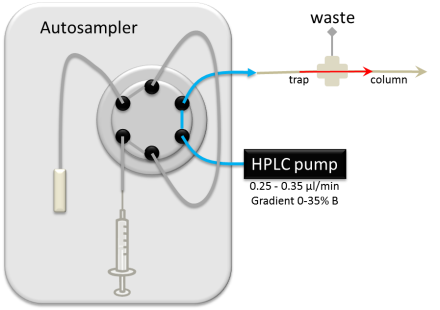 waste
Autosampler
trap
column
HPLC pump
0.25 - 0.35 µl/min
Gradient 0-35% B